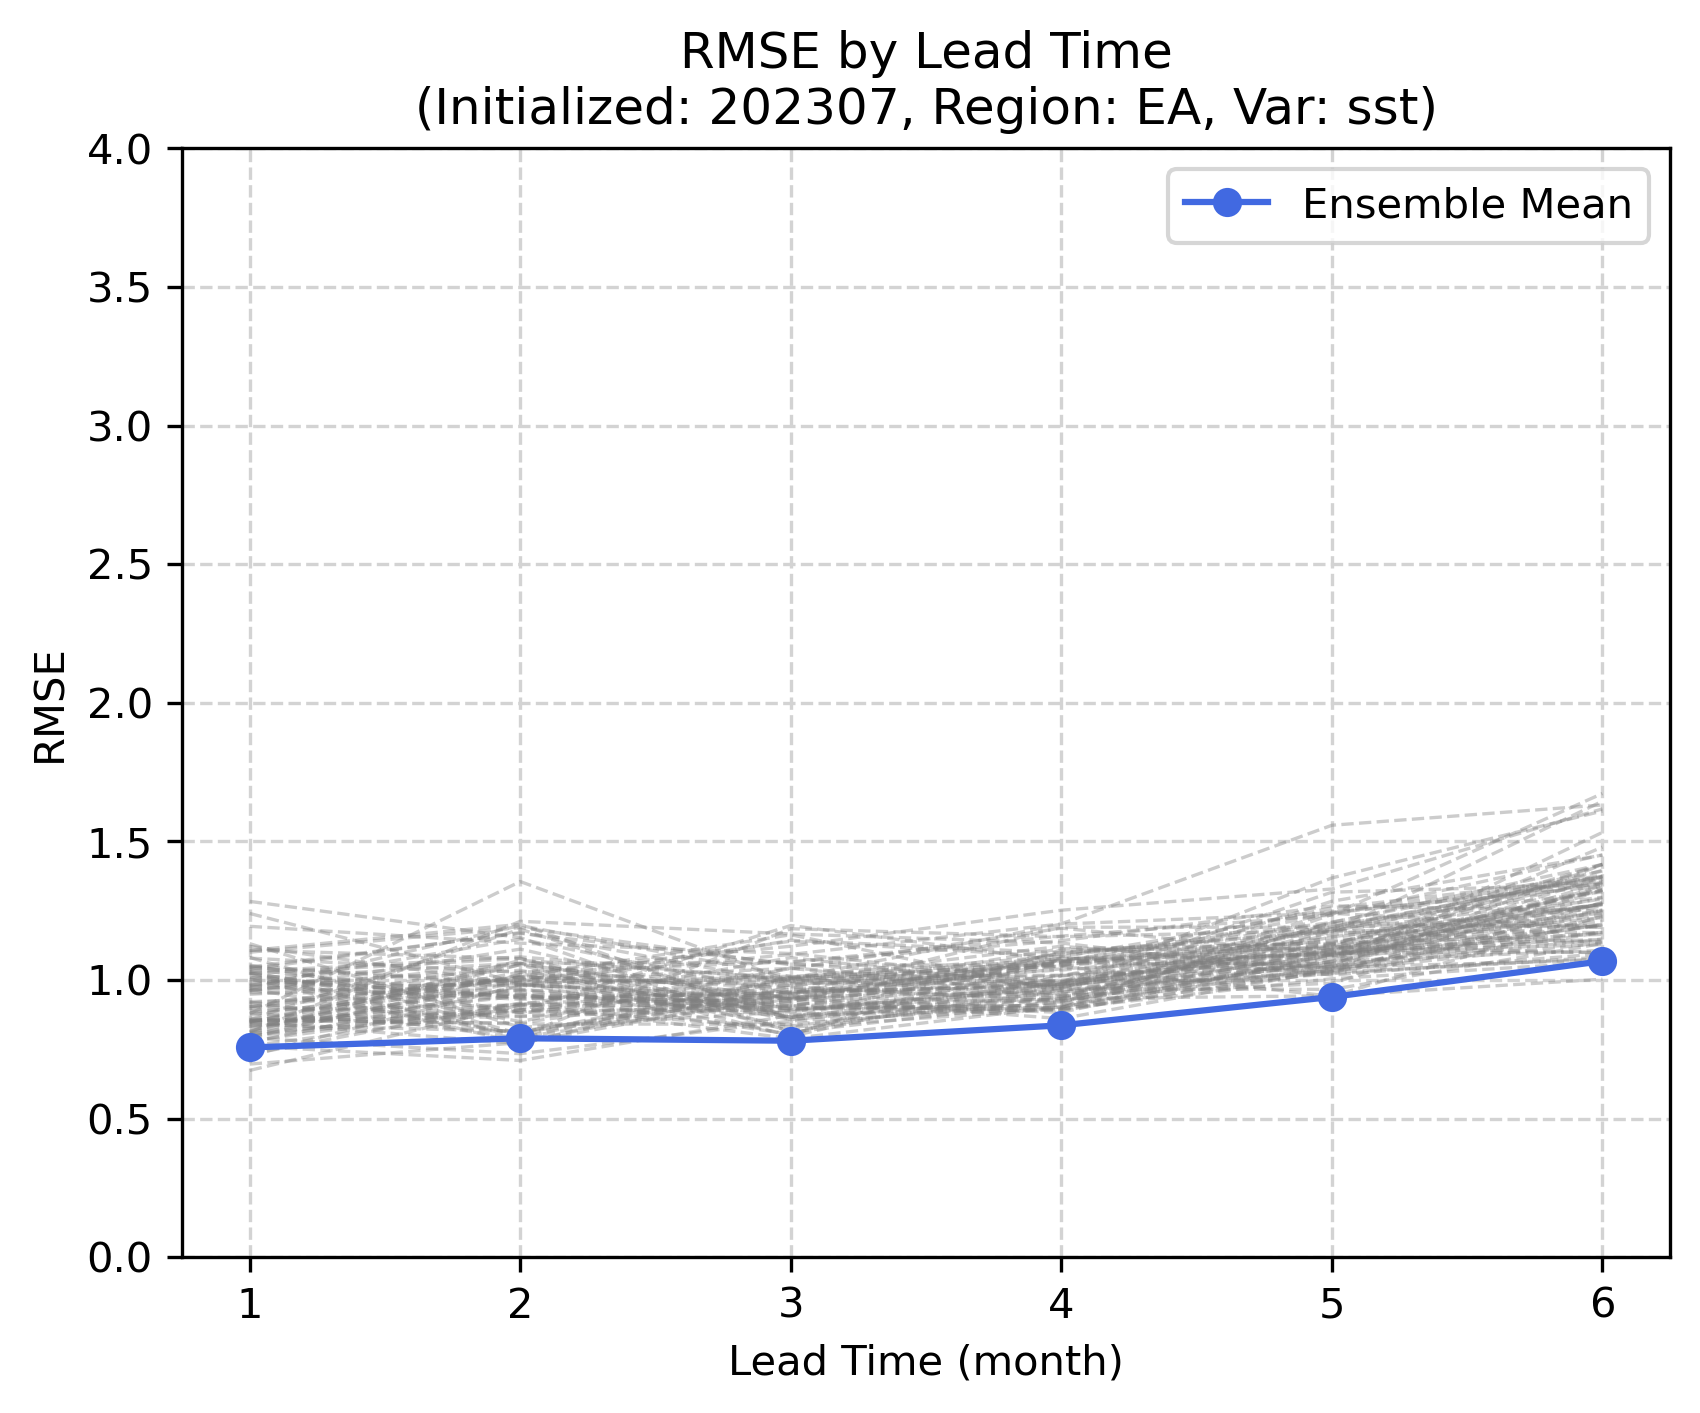 RMSE by Lead Time
(Initialized: 202307, Region: EA, Var: sst)
Ensemble Mean
4.0
3.5
3.0
2.5
2.0
1.5
1.0
0.5
0.0
RMSE
1 2 3 4 5 6
Lead Time (month)